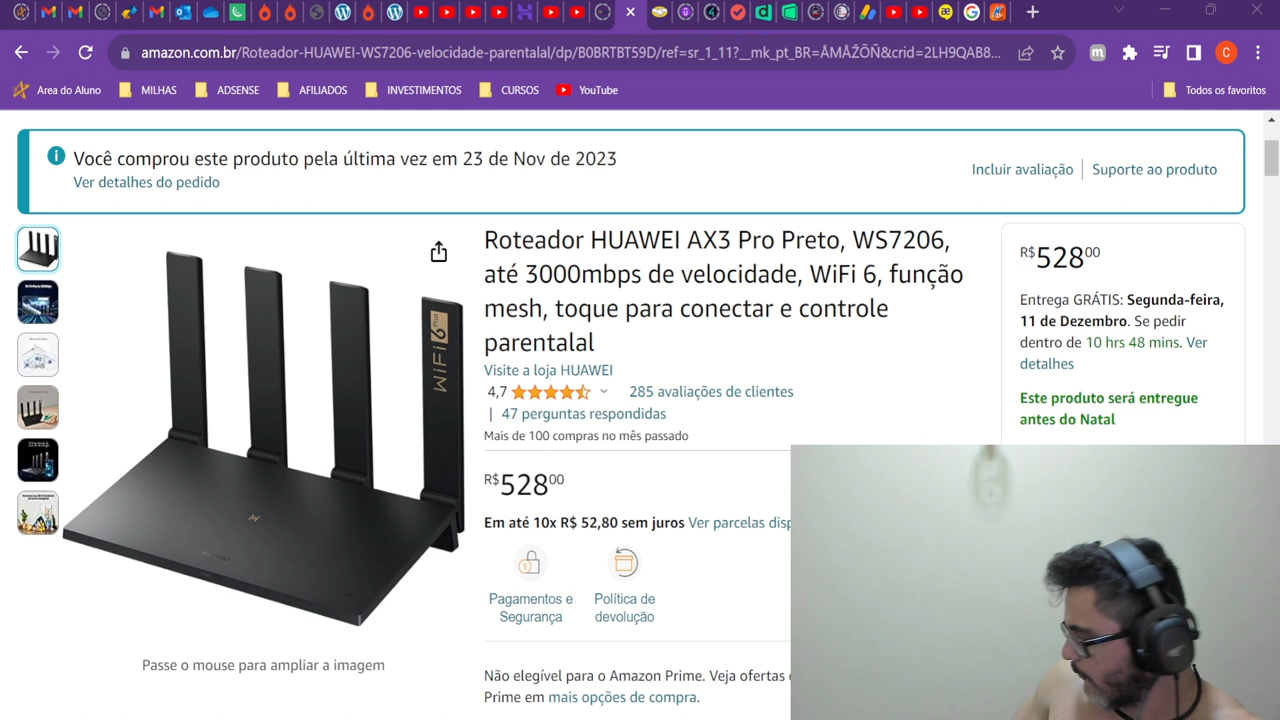 amazon.com.br/Roteador-HUAWEI-WS7206-velocidade-parentalal/dp/B0BRTBT59D/ref=sr_1_11?__mk_pt_BR=ÅMÅŽÕÑ&crid=2LH9QAB8...
Area do Aluno MILHAS ADSENSE AFILIADOS INVESTIMENTOS CURSOS YouTube Todos os favoritos
Você comprou este produto pela última vez em 23 de Nov de 2023
Ver detalhes do pedido
Incluir avaliação
Suporte ao produto
Roteador HUAWEI AX3 Pro Preto, WS7206,
até 3000mbps de velocidade, WiFi 6, função
mesh, toque para conectar e controle
parentalal
Visite a loja HUAWEI
4,7
285 avaliações de clientes
| 47 perguntas respondidas
Mais de 100 compras no mês passado
R$52800
Em até 10x R$ 52,80 sem juros Ver parcelas disp
Pagamentos e
Segurança
Política de
devolução
Não elegível para o Amazon Prime. Veja ofertas
Prime em mais opções de compra.
R$52800
Entrega GRÁTIS: Segunda-feira,
11 de Dezembro. Se pedir
dentro de 10 hrs 48 mins. Ver
detalhes
Este produto será entregue
antes do Natal
WiFi 6 Plus
HUAWEI
Passe o mouse para ampliar a imagem
C